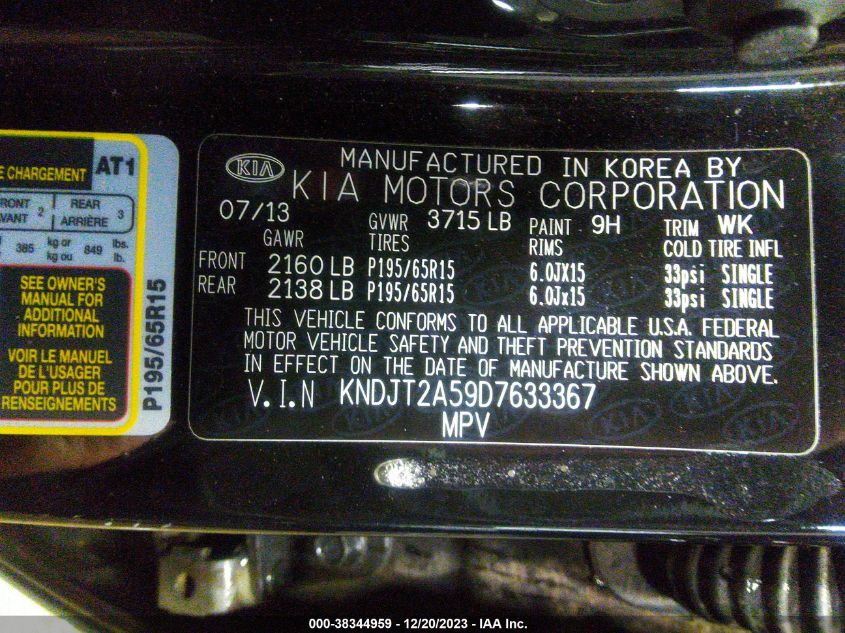 E CHARGEMENT AT1
FRONT 2 REAR 3
AVANT ARRIÈRE
385 kg or 849 lbs.
kg ou lb.
SEE OWNER'S
MANUAL FOR
ADDITIONAL
INFORMATION
VOIR LE MANUEL
DE L'USAGER
POUR PLUS DE
RENSEIGNEMENTS
P195/65R15
KIA
MANUFACTURED IN KOREA BY
KIA MOTORS CORPORATION
07/13 GVWR 3715 LB PAINT 9H TRIM WK
GAWR TIRES RIMS COLD TIRE INFL
FRONT 2160 LB P195/65R15 6.0JX15 33psi SINGLE
REAR 2138 LB P195/65R15 6.0Jx15 33psi SINGLE
THIS VEHICLE CONFORMS TO ALL APPLICABLE U.S.A. FEDERAL
MOTOR VEHICLE SAFETY AND THEFT PREVENTION STANDARDS
IN EFFECT ON THE DATE OF MANUFACTURE SHOWN ABOVE.
V.I.N KNDJT2A59D7633367
MPV
000-38344959 - 12/20/2023 - IAA Inc.